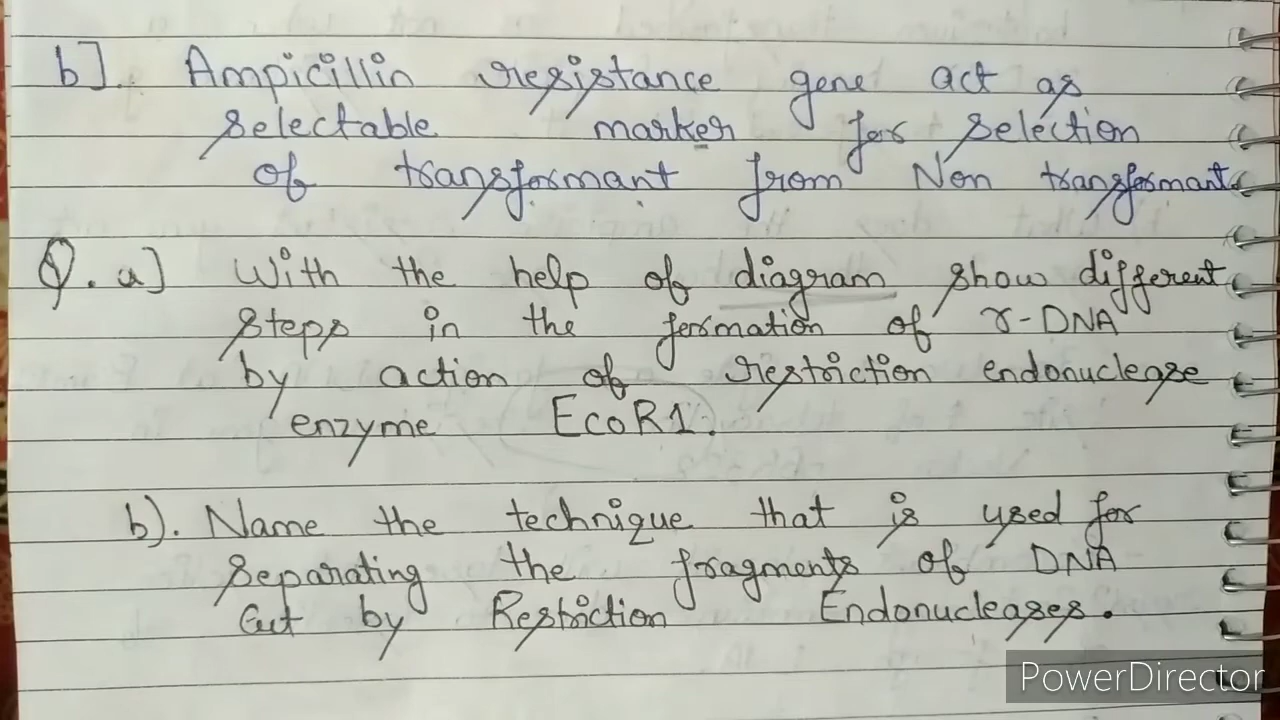 b]. Ampicillin resistance gene act as
selectable marker for selection
of transformant from Non transformant.
Q. a] With the help of diagram show different
steps in the formation of r-DNA
by action of restriction endonuclease
enzyme EcoR1.
b). Name the technique that is used for
separating the fragments of DNA
Cut by Restriction Endonucleases.
PowerDirector